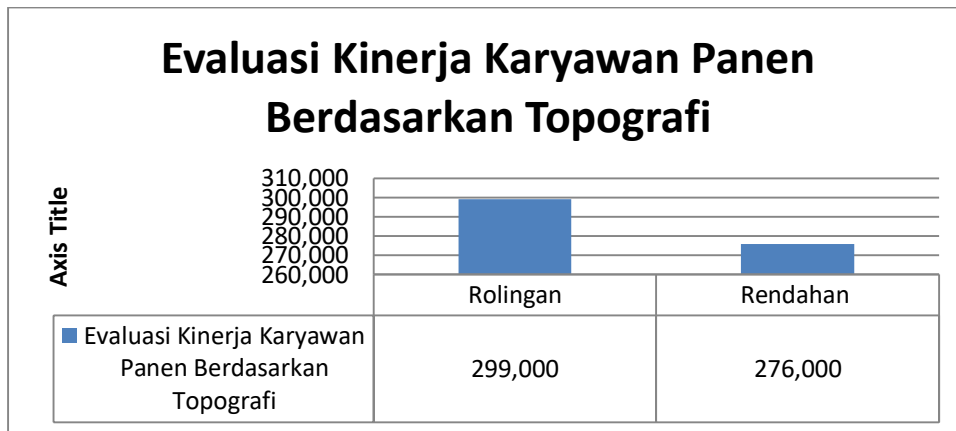 Evaluasi Kinerja Karyawan Panen
Berdasarkan Topografi
Axis Title
310,000
300,000
290,000
280,000
270,000
260,000
Rolingan
Rendahan
Evaluasi Kinerja Karyawan
Panen Berdasarkan
Topografi
299,000
276,000